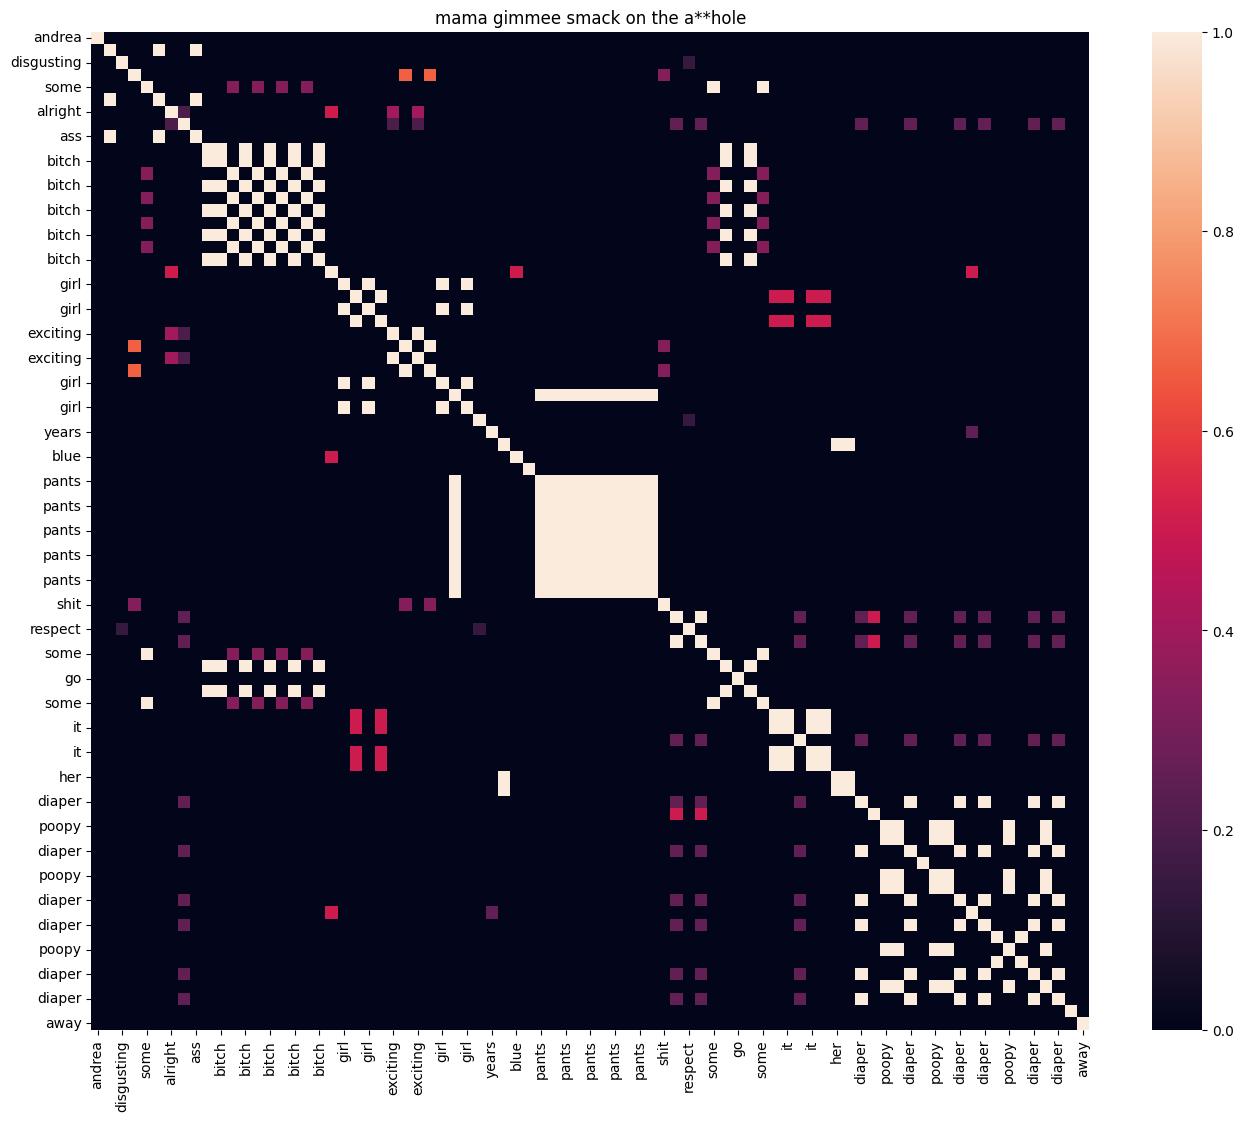 mama gimmee smack on the a**hole
andrea
disgusting
some
alright
ass
bitch
bitch
bitch
bitch
bitch
girl
girl
exciting
exciting
girl
girl
years
blue
pants
pants
pants
pants
pants
shit
respect
some
go
some
it
it
her
diaper
poopy
diaper
poopy
diaper
diaper
poopy
diaper
diaper
away
1.0
0.8
0.6
0.4
0.2
0.0
andrea
disgusting
some
alright
ass
bitch
bitch
bitch
bitch
bitch
girl
girl
exciting
exciting
girl
girl
years
blue
pants
pants
pants
pants
pants
shit
respect
some
go
some
it
it
her
diaper
poopy
diaper
poopy
diaper
diaper
poopy
diaper
diaper
away